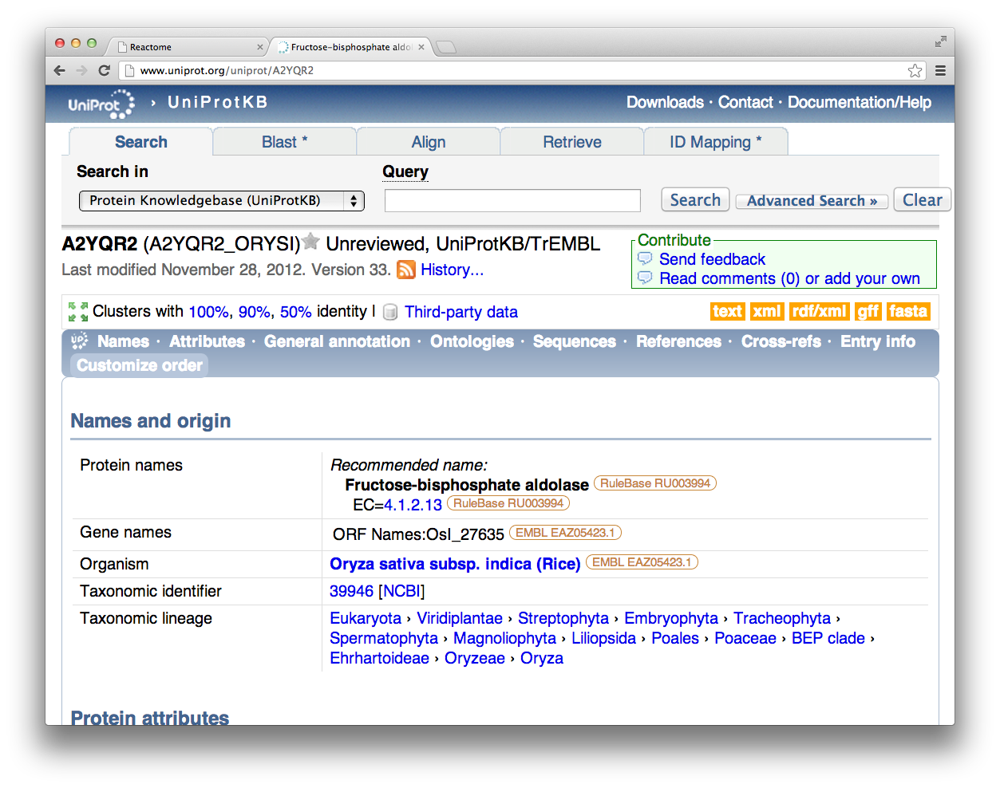 Reactome × Fructose-bisphosphate aldo ×
www.uniprot.org/uniprot/A2YQR2
UniProt › UniProtKB Downloads · Contact · Documentation/Help
Search Blast * Align Retrieve ID Mapping *
Search in Query
Protein Knowledgebase (UniProtKB) Search Advanced Search » Clear
A2YQR2 (A2YQR2_ORYSI) Unreviewed, UniProtKB/TrEMBL
Last modified November 28, 2012. Version 33. History...
Contribute
Send feedback
Read comments (0) or add your own
Clusters with 100%, 90%, 50% identity | Third-party data text xml rdf/xml gff fasta
UP Names · Attributes · General annotation · Ontologies · Sequences · References · Cross-refs · Entry info
Customize order
Names and origin
Protein names Recommended name:
Fructose-bisphosphate aldolase RuleBase RU003994
EC=4.1.2.13 RuleBase RU003994
Gene names ORF Names:OsI_27635 EMBL EAZ05423.1
Organism Oryza sativa subsp. indica (Rice) EMBL EAZ05423.1
Taxonomic identifier 39946 [NCBI]
Taxonomic lineage Eukaryota › Viridiplantae › Streptophyta › Embryophyta › Tracheophyta ›
Spermatophyta › Magnoliophyta › Liliopsida › Poales › Poaceae › BEP clade ›
Ehrhartoideae › Oryzeae › Oryza
Protein attributes